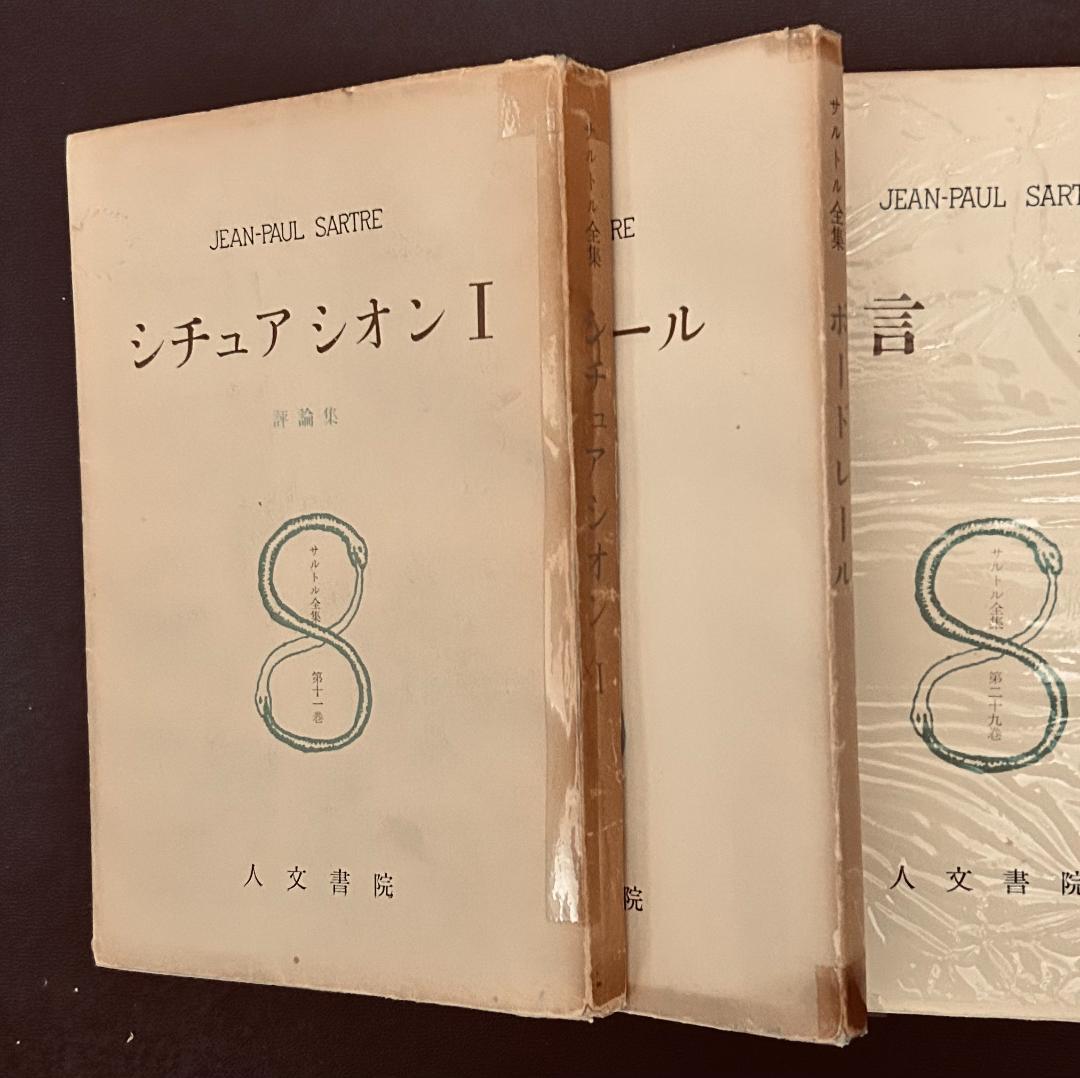 JEAN-PAUL SARTRE
シチュアシオン I
評論集
サルトル全集
第十一巻
人文書院
サルトル全集 シチュアシオン I
RE
ール
院
サルトル全集 ポートレール
JEAN-PAUL SART
言
サルトル全集
第二十九巻
人文書院